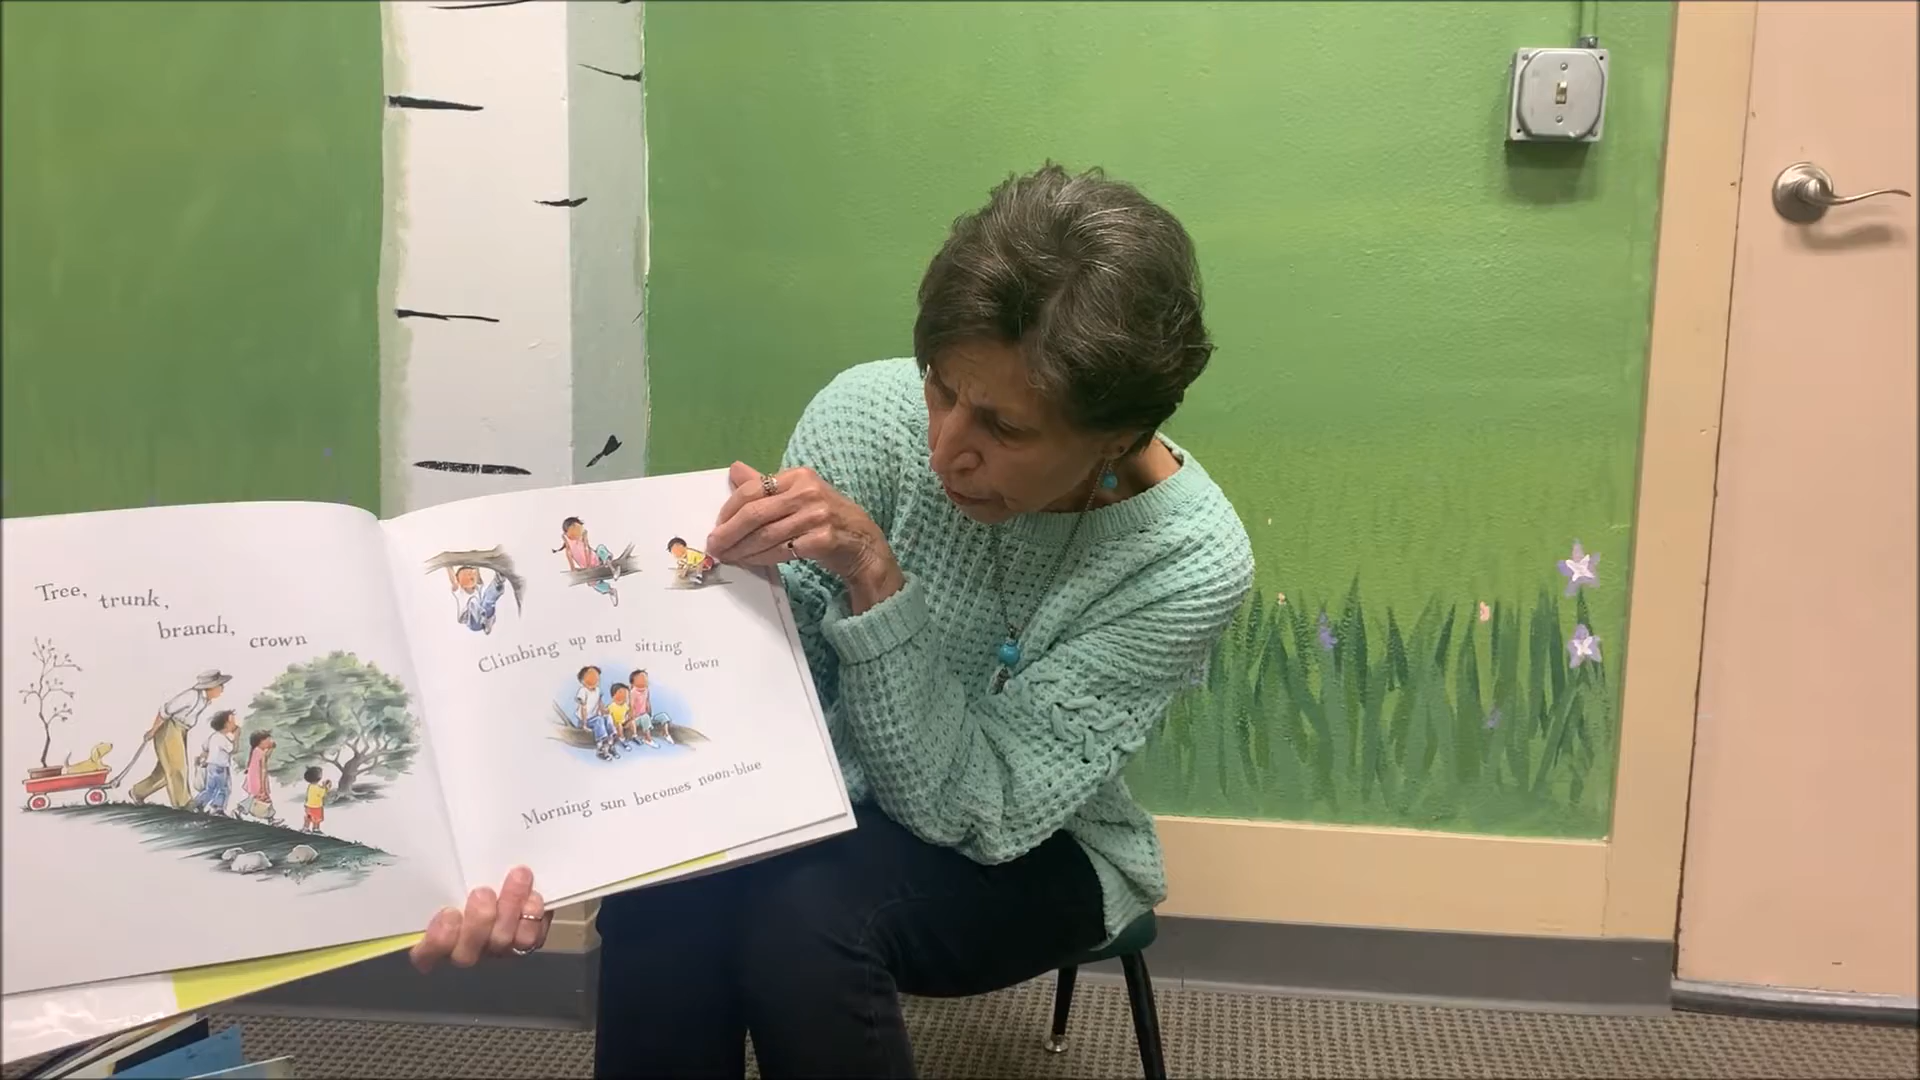 Tree, trunk,
branch, crown
Climbing up and sitting
down
Morning sun becomes noon-blue